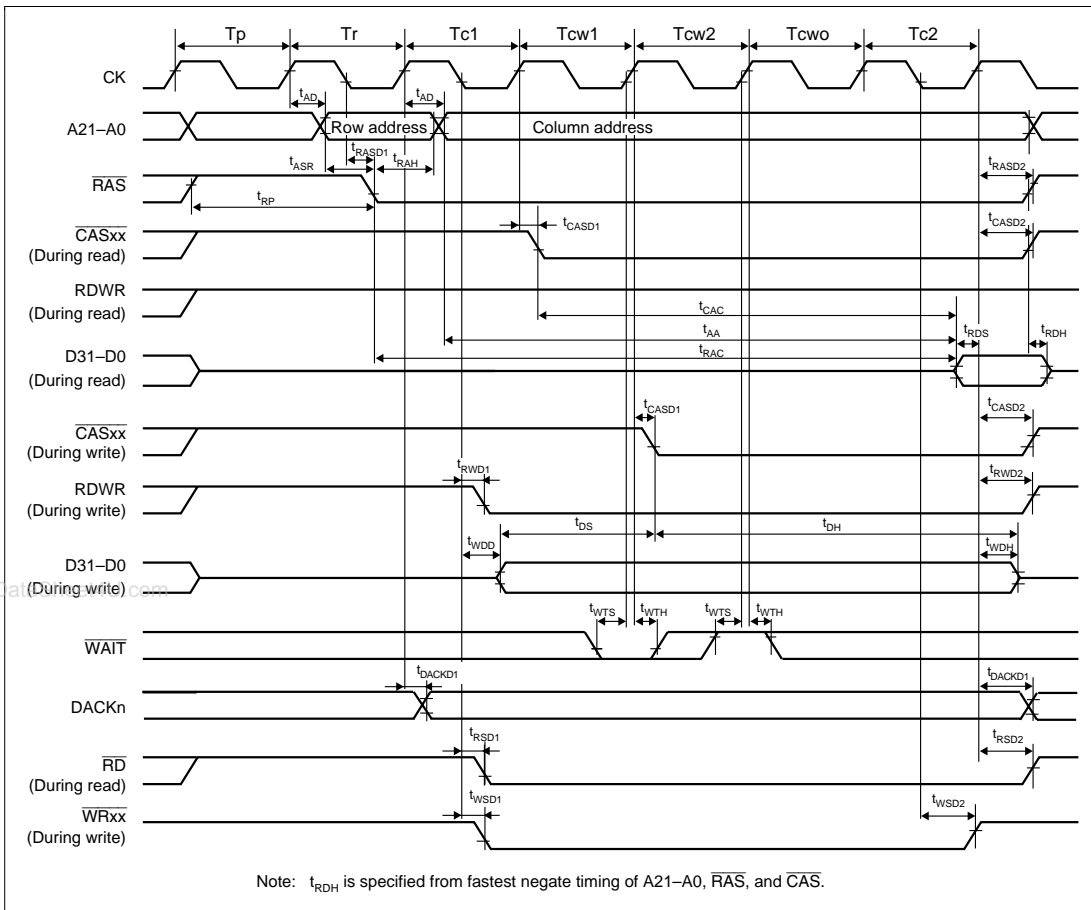 Tp Tr Tc1 Tcw1 Tcw2 Tcwo Tc2
CK
tAD tAD
A21–A0 Row address Column address
tRASD1
tASR tRAH tRASD2
RAS
tRP
tCASD1 tCASD2
CASxx
(During read)
RDWR
(During read)
tCAC
tAA tRDS tRDH
tRAC
D31–D0
(During read)
tCASD1 tCASD2
CASxx
(During write)
tRWD1 tRWD2
RDWR
(During write)
tDS tDH
tWDD tWDH
D31–D0
(During write)
tWTS tWTH tWTS tWTH
WAIT
tDACKD1 tDACKD1
DACKn
tRSD1 tRSD2
RD
(During read)
tWSD1 tWSD2
WRxx
(During write)
Note: tRDH is specified from fastest negate timing of A21–A0, RAS, and CAS.